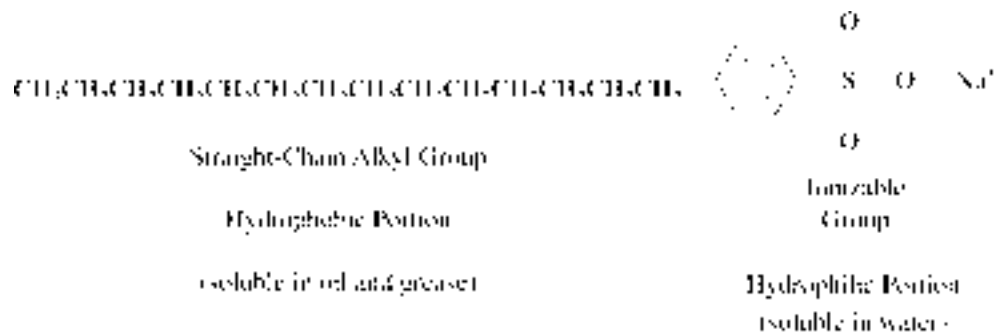 O
S O Na⁺
O
Straight-Chain Alkyl Group
Ionizable
Group
Hydrophobic Portion
(soluble in oil and grease)
Hydrophilic Portion
(soluble in water)